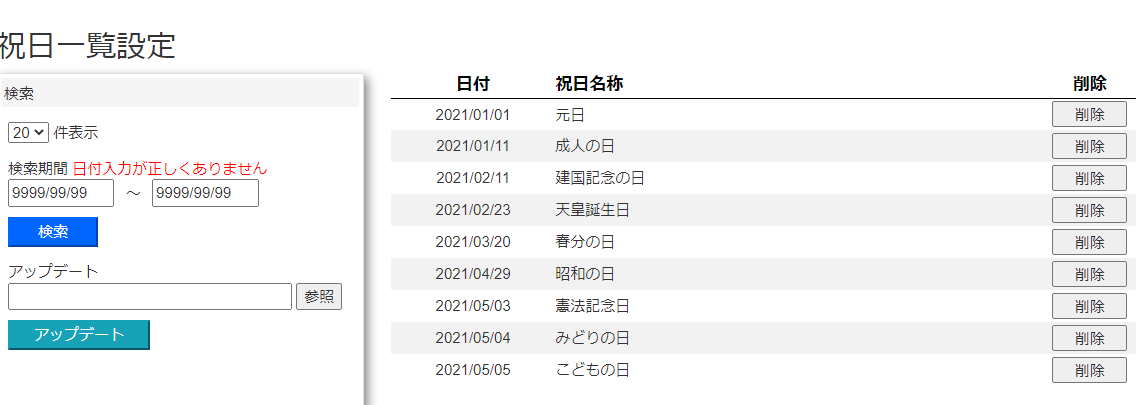 祝日一覧設定
検索
20 件表示
検索期間 日付入力が正しくありません
9999/99/99 ～ 9999/99/99
検索
アップデート
参照
アップデート
日付 祝日名称 削除
2021/01/01 元日 削除
2021/01/11 成人の日 削除
2021/02/11 建国記念の日 削除
2021/02/23 天皇誕生日 削除
2021/03/20 春分の日 削除
2021/04/29 昭和の日 削除
2021/05/03 憲法記念日 削除
2021/05/04 みどりの日 削除
2021/05/05 こどもの日 削除